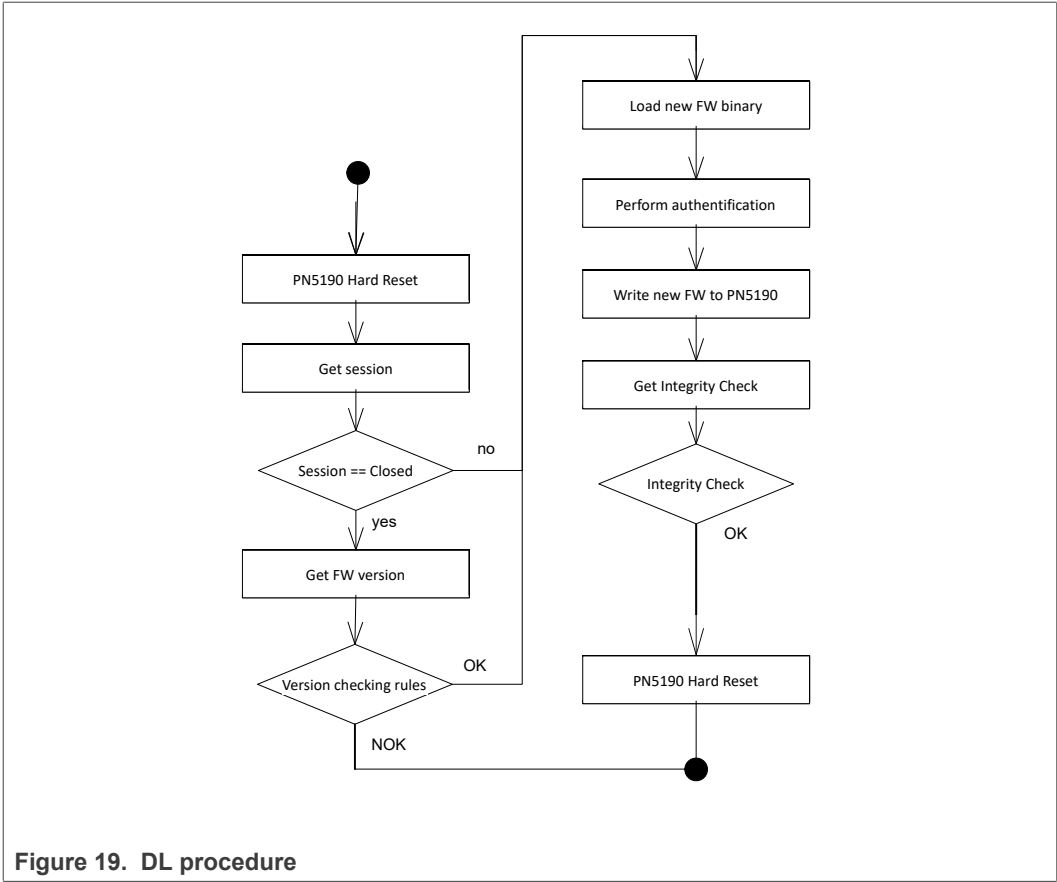 PN5190 Hard Reset
Get session
Session == Closed
no
yes
Get FW version
Version checking rules
OK
NOK
Load new FW binary
Perform authentification
Write new FW to PN5190
Get Integrity Check
Integrity Check
OK
PN5190 Hard Reset
Figure 19. DL procedure